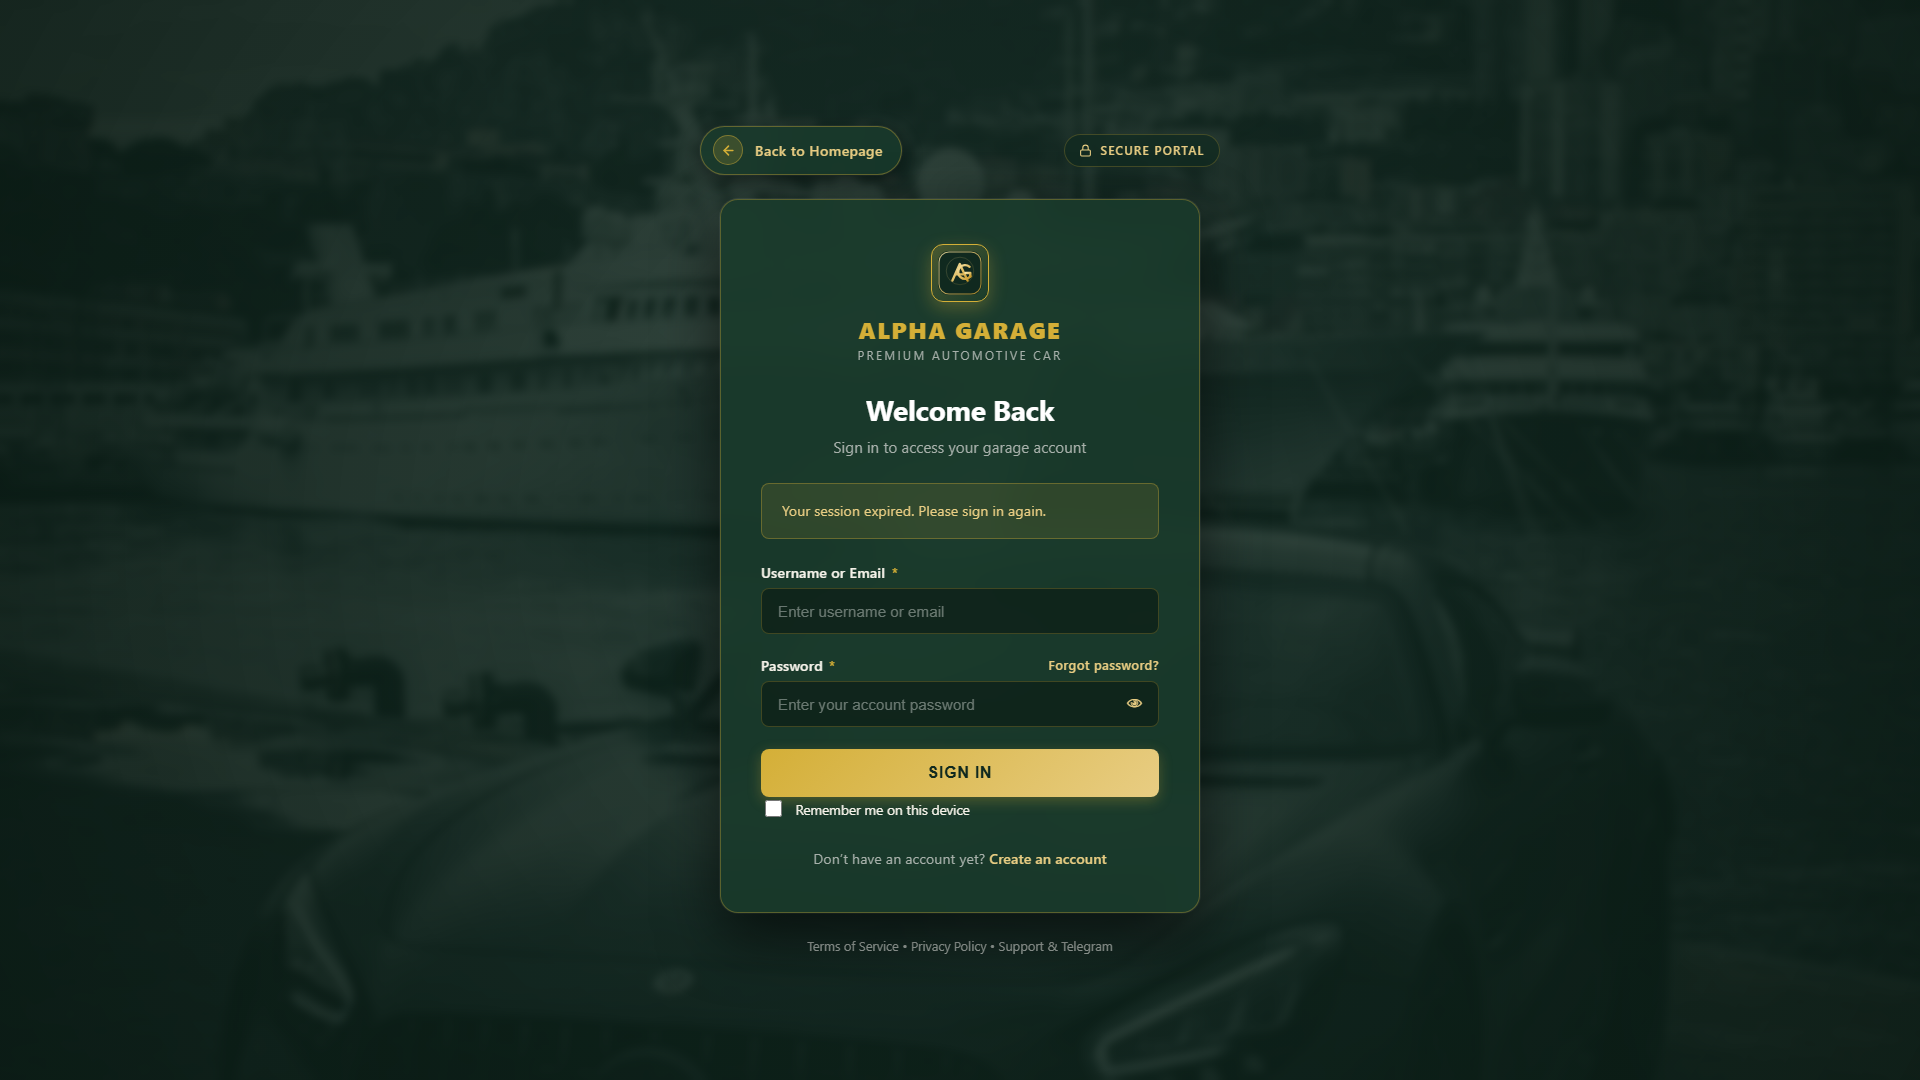 Back to Homepage
SECURE PORTAL
AG
ALPHA GARAGE
PREMIUM AUTOMOTIVE CAR
Welcome Back
Sign in to access your garage account
Your session expired. Please sign in again.
Username or Email *
Enter username or email
Password *
Forgot password?
Enter your account password
SIGN IN
Remember me on this device
Don't have an account yet? Create an account
Terms of Service • Privacy Policy • Support & Telegram